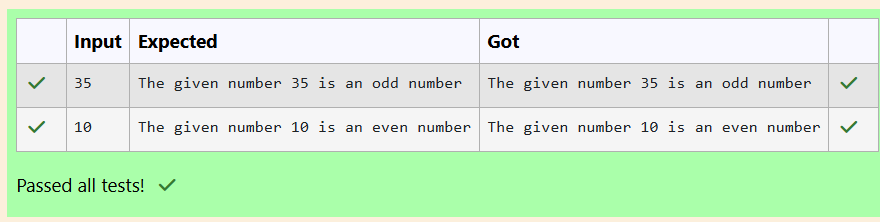 Input Expected Got
35 The given number 35 is an odd number The given number 35 is an odd number
10 The given number 10 is an even number The given number 10 is an even number
Passed all tests!